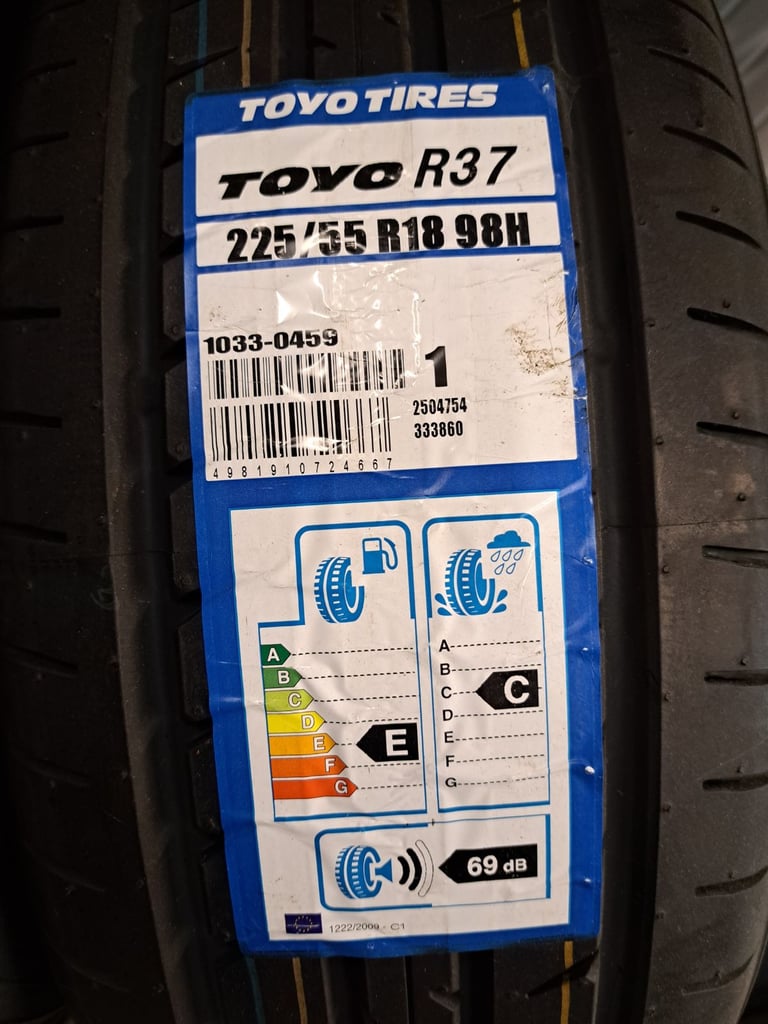 TOYO TIRES
TOYO R37
225/55 R18 98H
1033-0459
1
2504754
333860
4981910724667
A
B
C
D
E
F
G
E
A
B
C
D
E
F
G
C
69 dB
1222/2009 - C1